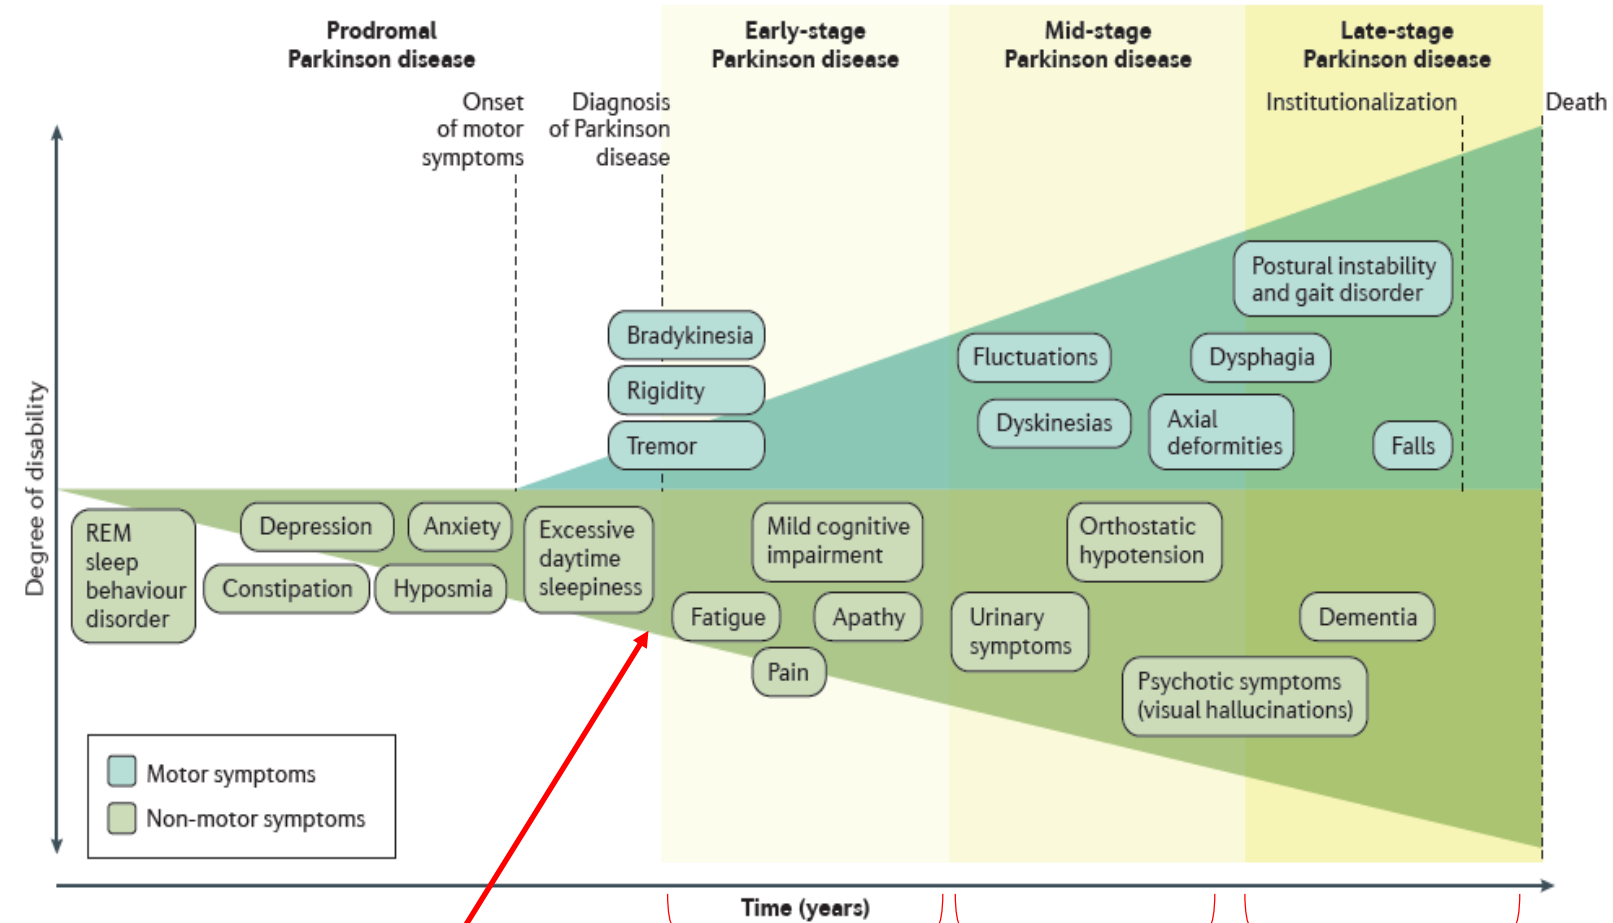 Prodromal
Parkinson disease
Early-stage
Parkinson disease
Mid-stage
Parkinson disease
Late-stage
Parkinson disease
Onset
of motor
symptoms
Diagnosis
of Parkinson
disease
Institutionalization
Death
Degree of disability
Postural instability
and gait disorder
Bradykinesia
Rigidity
Tremor
Fluctuations
Dysphagia
Dyskinesias
Axial
deformities
Falls
REM
sleep
behaviour
disorder
Depression
Anxiety
Constipation
Hyposmia
Excessive
daytime
sleepiness
Mild cognitive
impairment
Fatigue
Apathy
Pain
Orthostatic
hypotension
Urinary
symptoms
Dementia
Psychotic symptoms
(visual hallucinations)
Motor symptoms
Non-motor symptoms
Time (years)